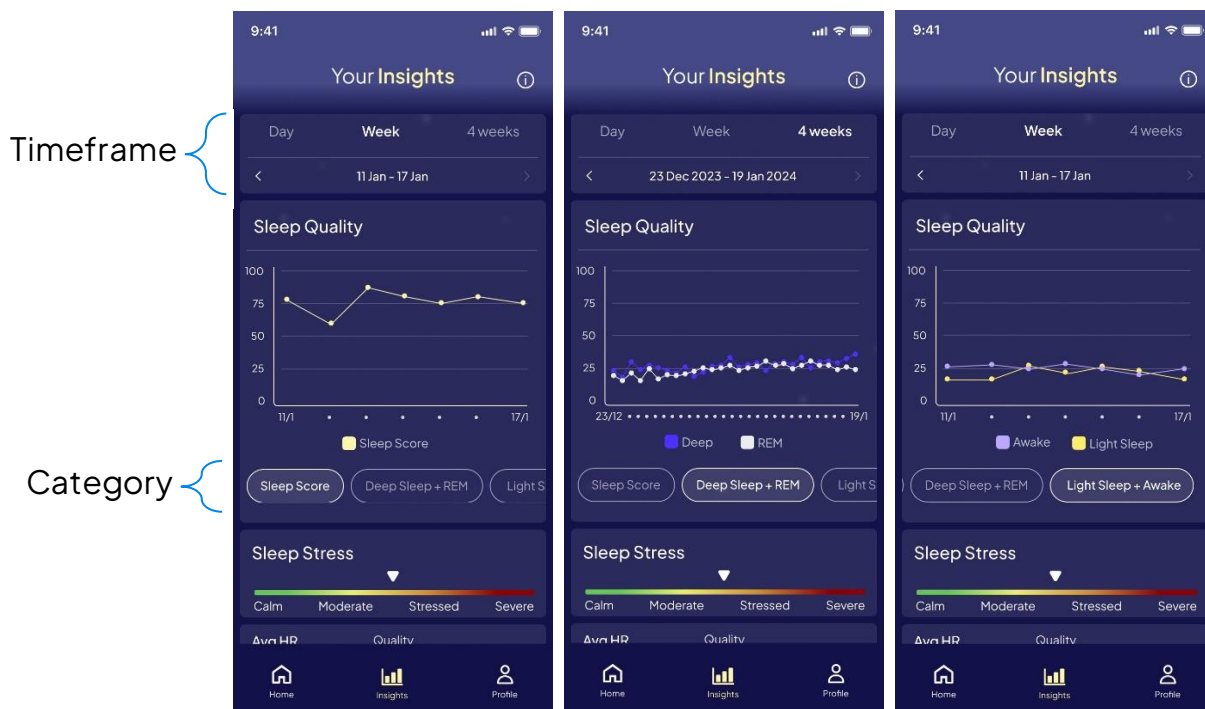 Timeframe
Category
9:41
Your Insights
Day Week 4 weeks
11 Jan - 17 Jan
Sleep Quality
100
75
50
25
0
11/1 17/1
Sleep Score
Sleep Score Deep Sleep + REM Light S
Sleep Stress
Calm Moderate Stressed Severe
Avg HR Quality
Home Insights Profile
9:41
Your Insights
Day Week 4 weeks
23 Dec 2023 - 19 Jan 2024
Sleep Quality
100
75
50
25
0
23/12 19/1
Deep REM
Sleep Score Deep Sleep + REM Light S
Sleep Stress
Calm Moderate Stressed Severe
Avg HR Quality
Home Insights Profile
9:41
Your Insights
Day Week 4 weeks
11 Jan - 17 Jan
Sleep Quality
100
75
50
25
0
11/1 17/1
Awake Light Sleep
Deep Sleep + REM Light Sleep + Awake
Sleep Stress
Calm Moderate Stressed Severe
Avg HR Quality
Home Insights Profile